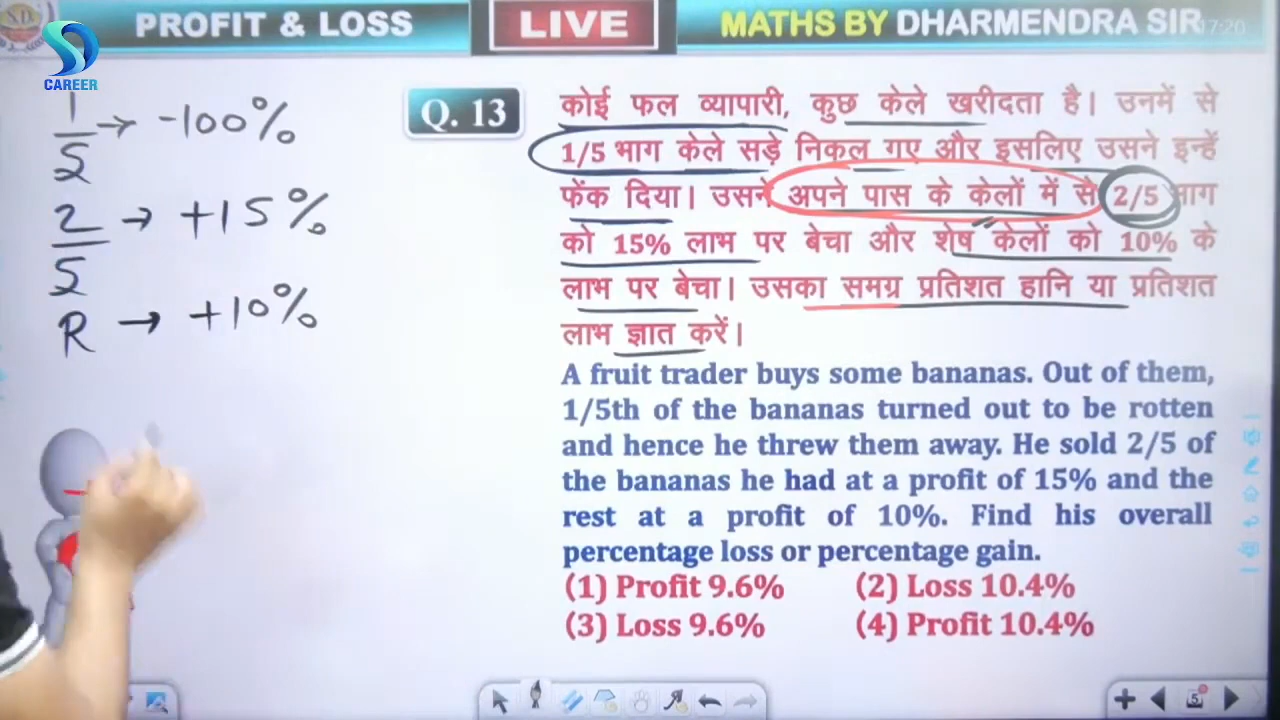 PROFIT & LOSS
LIVE
MATHS BY DHARMENDRA SIR
17:20
S.D.
CAREER
1/5 → -100%
2/5 → +15%
R → +10%
Q. 13
कोई फल व्यापारी, कुछ केले खरीदता है। उनमें से
1/5 भाग केले सड़े निकल गए और इसलिए उसने इन्हें
फेंक दिया। उसने अपने पास के केलों में से 2/5 भाग
को 15% लाभ पर बेचा और शेष केलों को 10% के
लाभ पर बेचा। उसका समग्र प्रतिशत हानि या प्रतिशत
लाभ ज्ञात करें।
A fruit trader buys some bananas. Out of them,
1/5th of the bananas turned out to be rotten
and hence he threw them away. He sold 2/5 of
the bananas he had at a profit of 15% and the
rest at a profit of 10%. Find his overall
percentage loss or percentage gain.
(1) Profit 9.6% (2) Loss 10.4%
(3) Loss 9.6% (4) Profit 10.4%
5